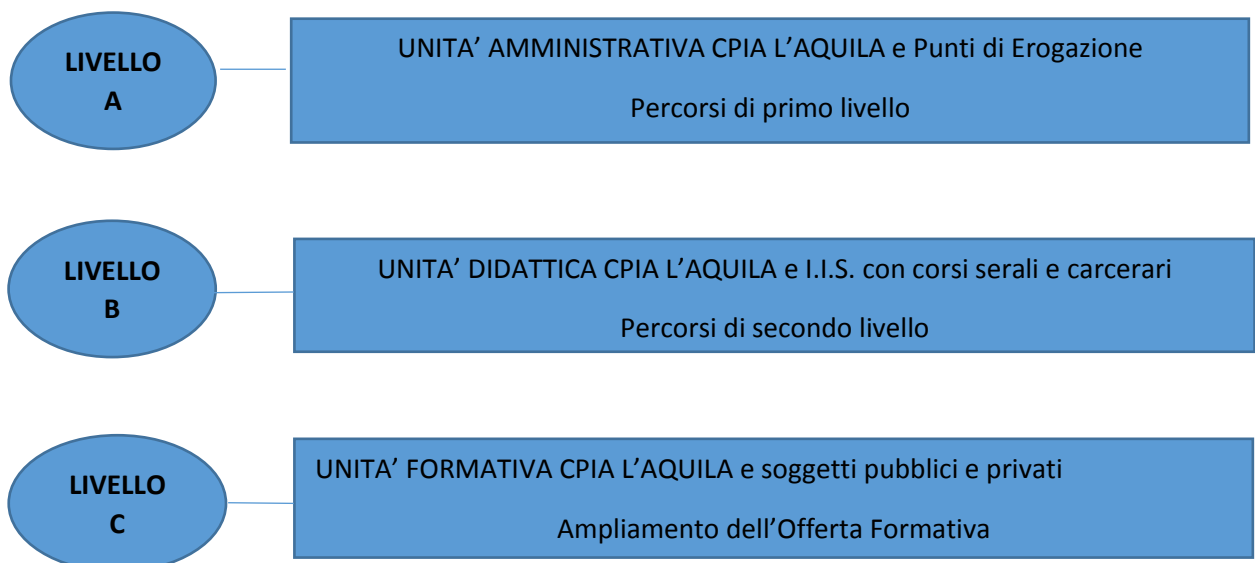 LIVELLO
A
UNITA’ AMMINISTRATIVA CPIA L’AQUILA e Punti di Erogazione
Percorsi di primo livello
LIVELLO
B
UNITA’ DIDATTICA CPIA L’AQUILA e I.I.S. con corsi serali e carcerari
Percorsi di secondo livello
LIVELLO
C
UNITA’ FORMATIVA CPIA L’AQUILA e soggetti pubblici e privati
Ampliamento dell’Offerta Formativa